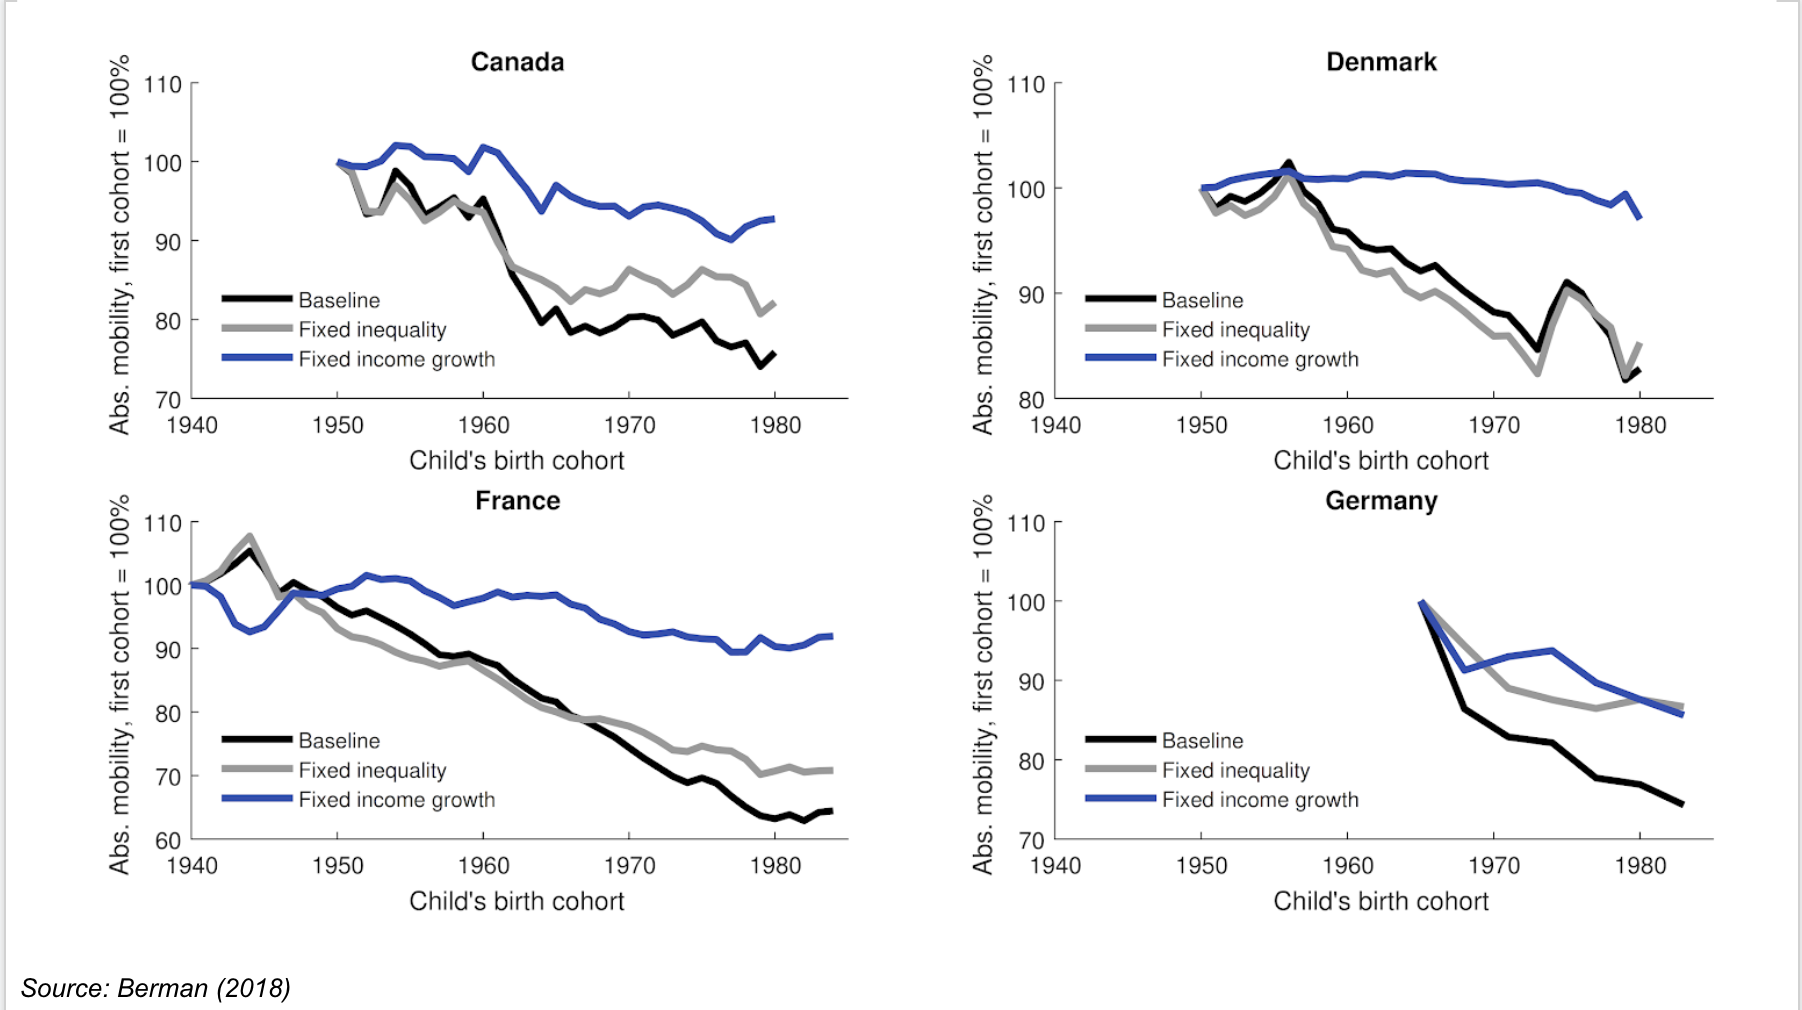 Canada
Abs. mobility, first cohort = 100%
110
100
90
80
70
Baseline
Fixed inequality
Fixed income growth
1940 1950 1960 1970 1980
Child's birth cohort
Denmark
Abs. mobility, first cohort = 100%
110
100
90
80
Baseline
Fixed inequality
Fixed income growth
1940 1950 1960 1970 1980
Child's birth cohort
France
Abs. mobility, first cohort = 100%
110
100
90
80
70
60
Baseline
Fixed inequality
Fixed income growth
1940 1950 1960 1970 1980
Child's birth cohort
Germany
Abs. mobility, first cohort = 100%
110
100
90
80
70
Baseline
Fixed inequality
Fixed income growth
1940 1950 1960 1970 1980
Child's birth cohort
Source: Berman (2018)